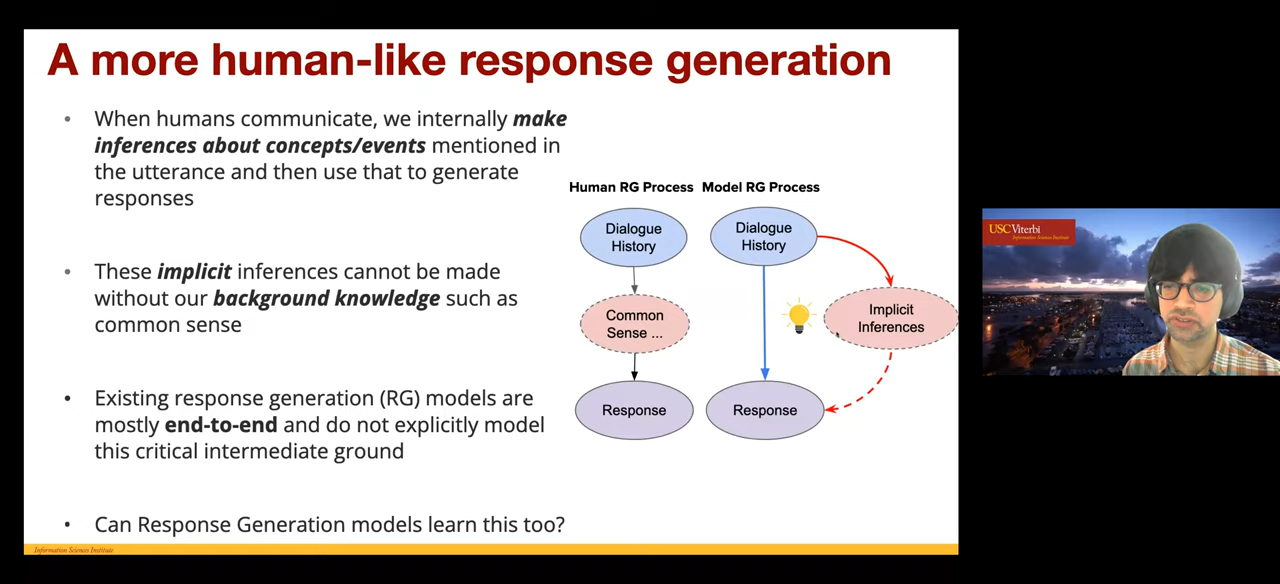 A more human-like response generation
• When humans communicate, we internally make
inferences about concepts/events mentioned in
the utterance and then use that to generate
responses
• These implicit inferences cannot be made
without our background knowledge such as
common sense
• Existing response generation (RG) models are
mostly end-to-end and do not explicitly model
this critical intermediate ground
• Can Response Generation models learn this too?
Human RG Process
Dialogue
History
Common
Sense ...
Response
Model RG Process
Dialogue
History
Implicit
Inferences
Response
Information Sciences Institute
USC Viterbi
Information Sciences Institute